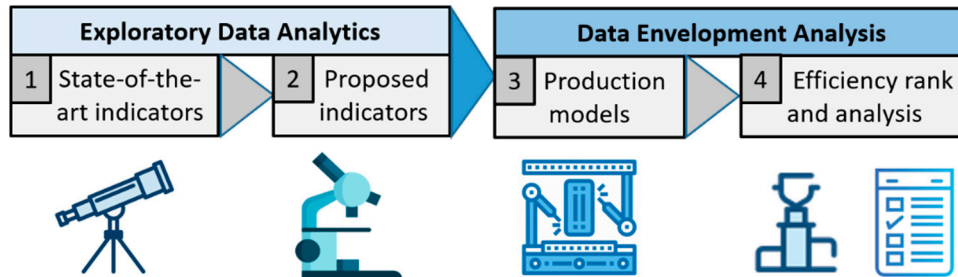 Exploratory Data Analytics
Data Envelopment Analysis
1
State-of-the-
art indicators
2
Proposed
indicators
3
Production
models
4
Efficiency rank
and analysis